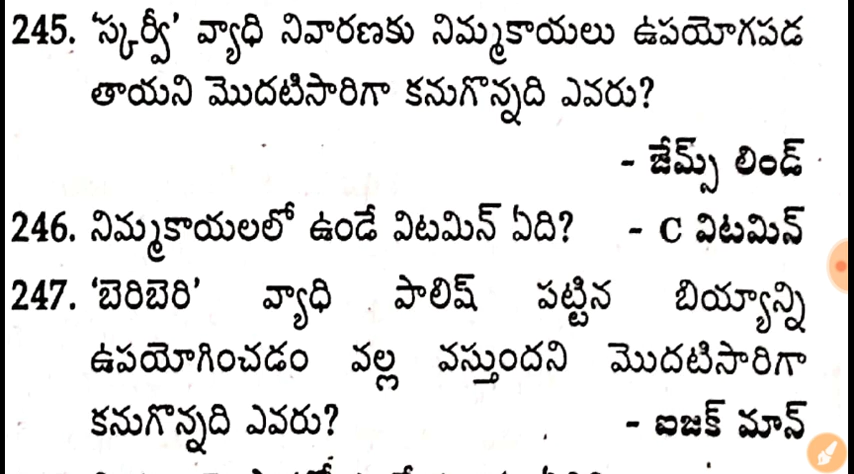 245. ‘స్కర్వీ’ వ్యాధి నివారణకు నిమ్మకాయలు ఉపయోగపడ
తాయని మొదటిసారిగా కనుగొన్నది ఎవరు?
- జేమ్స్ లిండ్
246. నిమ్మకాయలలో ఉండే విటమిన్ ఏది? - C విటమిన్
247. ‘బెరిబెరి’ వ్యాధి పాలిష్ పట్టిన బియ్యాన్ని
ఉపయోగించడం వల్ల వస్తుందని మొదటిసారిగా
కనుగొన్నది ఎవరు? - ఐజక్ మాన్